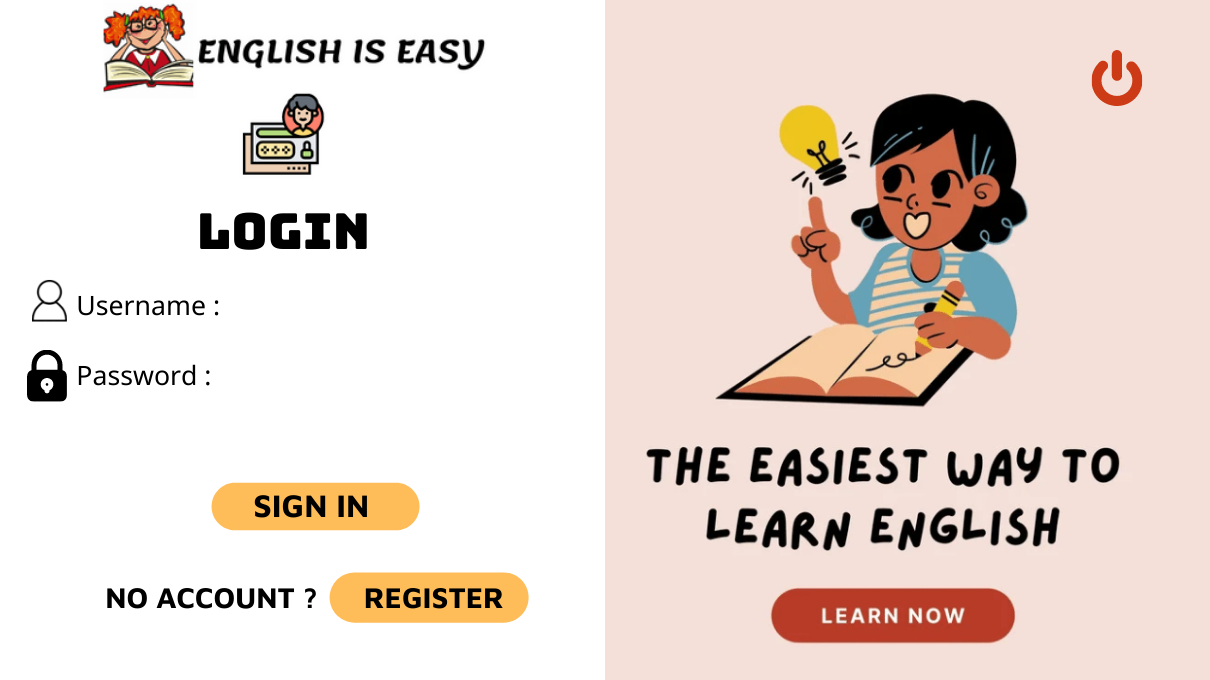 ENGLISH IS EASY
LOGIN
Username :
Password :
SIGN IN
NO ACCOUNT ? REGISTER
THE EASIEST WAY TO
LEARN ENGLISH
LEARN NOW